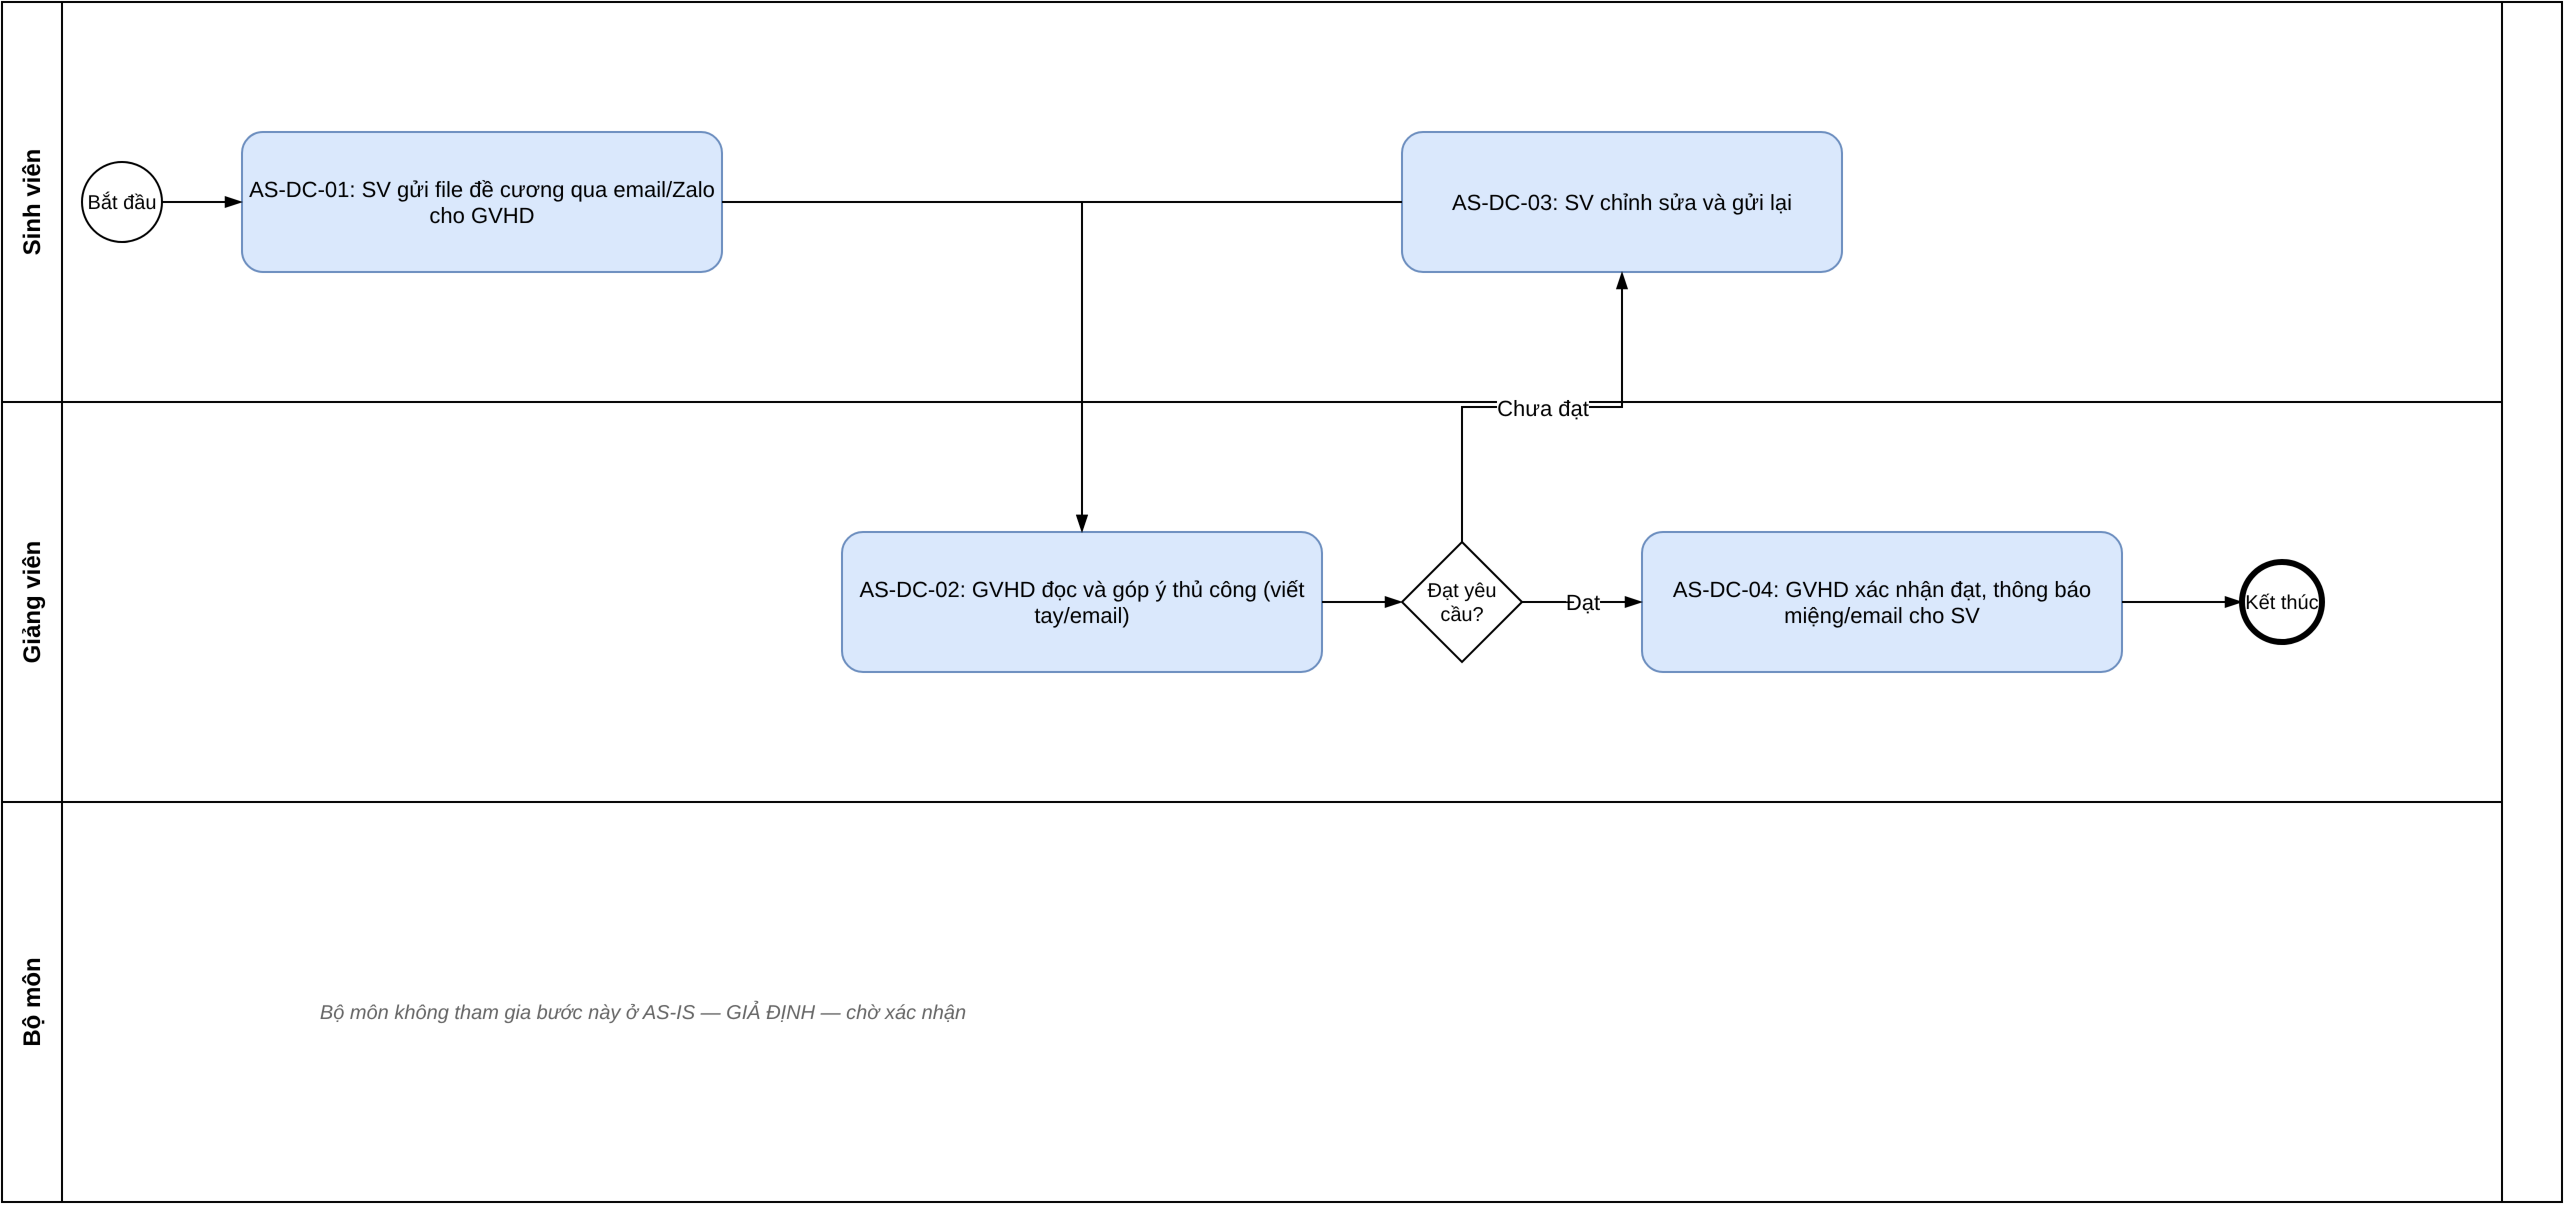 Sinh viên
Bắt đầu
AS-DC-01: SV gửi file đề cương qua email/Zalo
cho GVHD
AS-DC-03: SV chỉnh sửa và gửi lại
Chưa đạt
Giảng viên
AS-DC-02: GVHD đọc và góp ý thủ công (viết
tay/email)
Đạt yêu
cầu?
Đạt
AS-DC-04: GVHD xác nhận đạt, thông báo
miệng/email cho SV
Kết thúc
Bộ môn
Bộ môn không tham gia bước này ở AS-IS — GIẢ ĐỊNH — chờ xác nhận